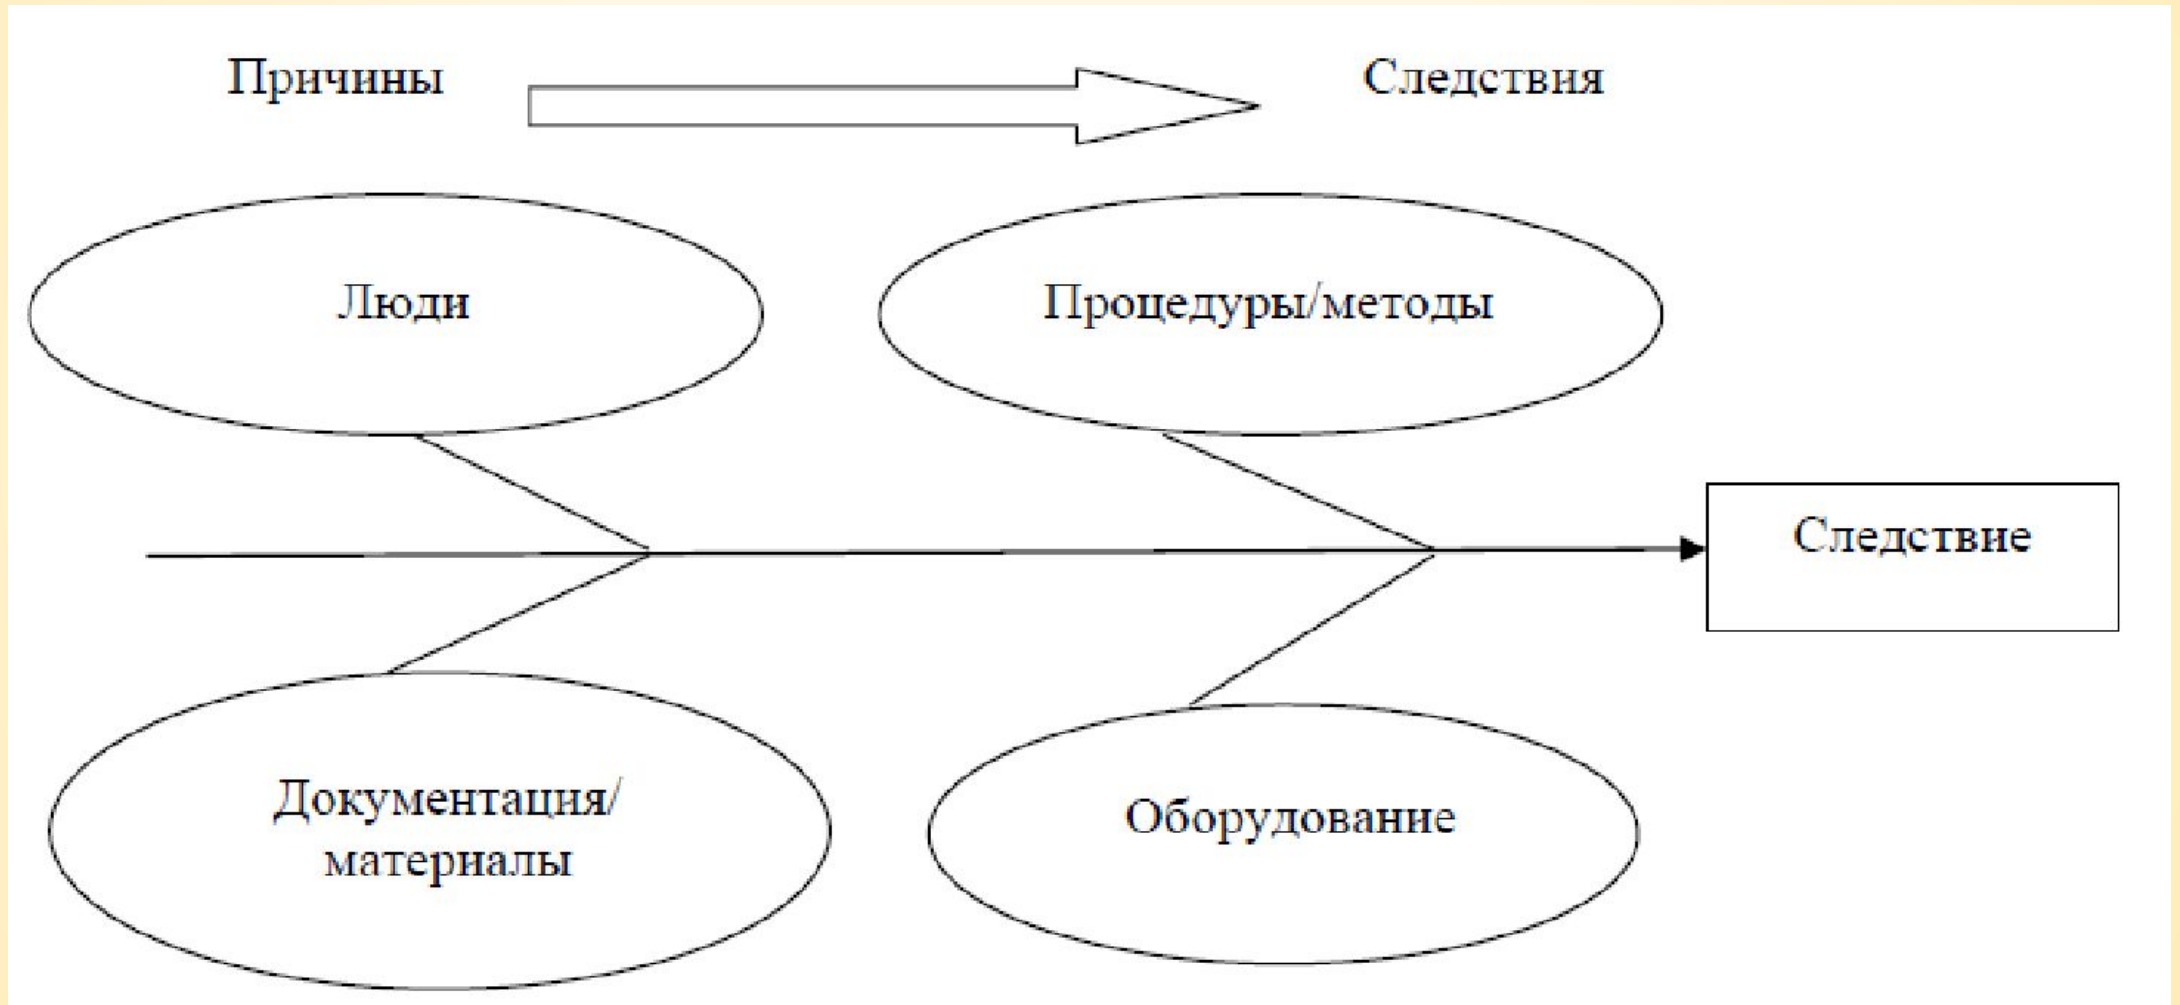 Причины
Следствия
Люди
Процедуры/методы
Следствие
Документация/
материалы
Оборудование